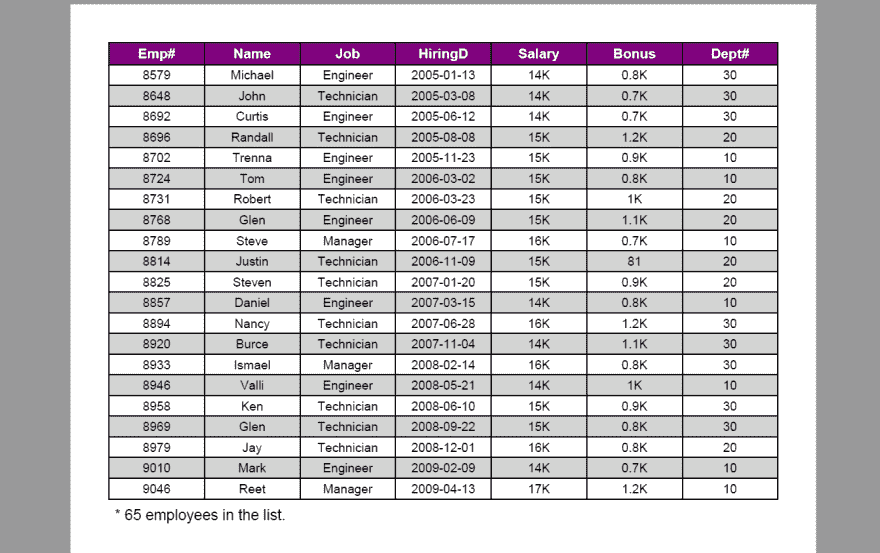 Emp# Name Job HiringD Salary Bonus Dept#
8579 Michael Engineer 2005-01-13 14K 0.8K 30
8648 John Technician 2005-03-08 14K 0.7K 30
8692 Curtis Engineer 2005-06-12 14K 0.7K 30
8696 Randall Technician 2005-08-08 15K 1.2K 20
8702 Trenna Engineer 2005-11-23 15K 0.9K 10
8724 Tom Engineer 2006-03-02 15K 0.8K 10
8731 Robert Technician 2006-03-23 15K 1K 20
8768 Glen Engineer 2006-06-09 15K 1.1K 20
8789 Steve Manager 2006-07-17 16K 0.7K 10
8814 Justin Technician 2006-11-09 15K 81 20
8825 Steven Technician 2007-01-20 15K 0.9K 20
8857 Daniel Engineer 2007-03-15 14K 0.8K 10
8894 Nancy Technician 2007-06-28 16K 1.2K 30
8920 Burce Technician 2007-11-04 14K 1.1K 30
8933 Ismael Manager 2008-02-14 16K 0.8K 30
8946 Valli Engineer 2008-05-21 14K 1K 10
8958 Ken Technician 2008-06-10 15K 0.9K 30
8969 Glen Technician 2008-09-22 15K 0.8K 30
8979 Jay Technician 2008-12-01 16K 0.8K 20
9010 Mark Engineer 2009-02-09 14K 0.7K 10
9046 Reet Manager 2009-04-13 17K 1.2K 10
* 65 employees in the list.